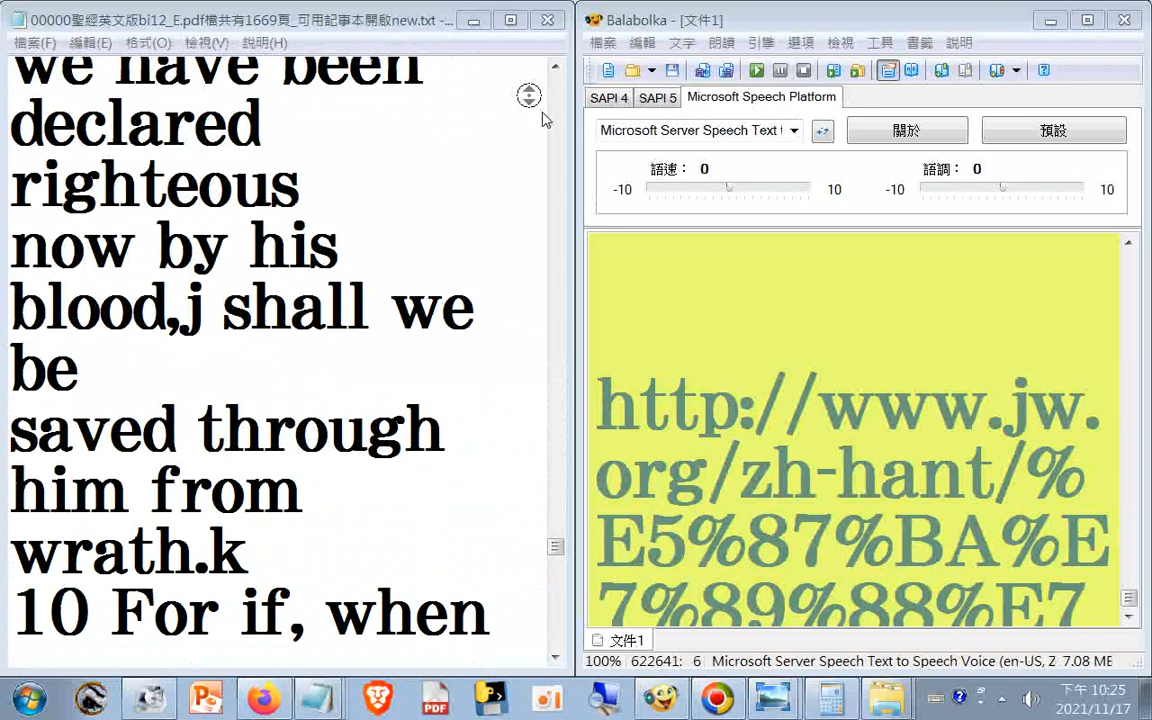 00000聖經英文版bi12_E.pdf檔共有1669頁_可用記事本開啟new.txt -...
檔案(F) 編輯(E) 格式(O) 檢視(V) 說明(H)
we have been
declared
righteous
now by his
blood,j shall we
be
saved through
him from
wrath.k
10 For if, when
Balabolka - [文件1]
檔案 編輯 文字 朗讀 引擎 選項 檢視 工具 書籤 說明
SAPI 4 SAPI 5 Microsoft Speech Platform
Microsoft Server Speech Text 關於 預設
語速： 0 語調： 0
-10 10 -10 10
http://www.jw.
org/zh-hant/%
E5%87%BA%E
7%89%88%E7
文件1
100% 622641: 6 Microsoft Server Speech Text to Speech Voice (en-US, Z 7.08 ME
下午 10:25
2021/11/17